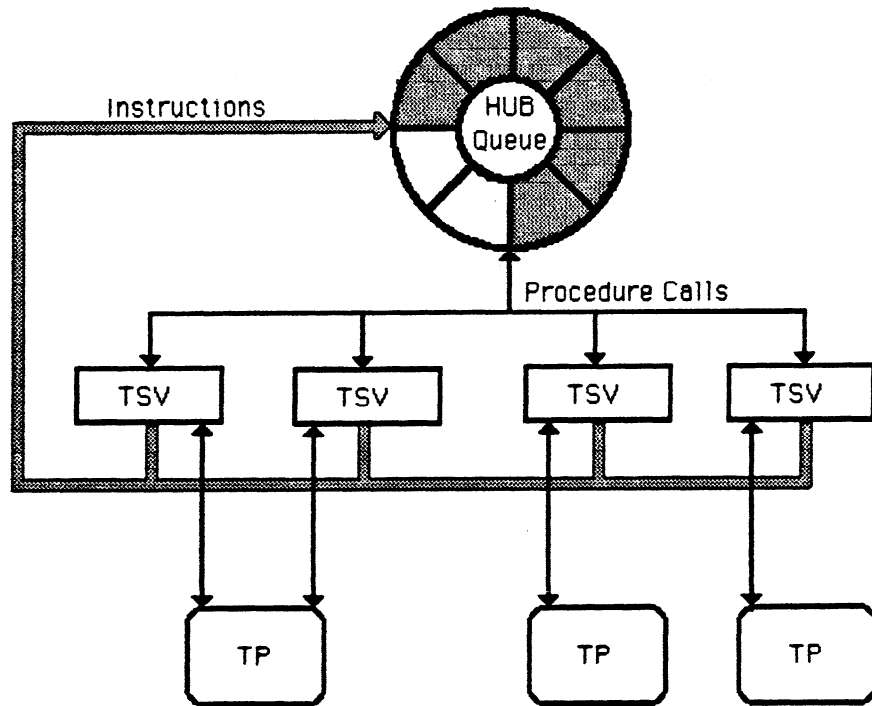 Instructions
HUB
Queue
Procedure Calls
TSV
TSV
TSV
TSV
TP
TP
TP